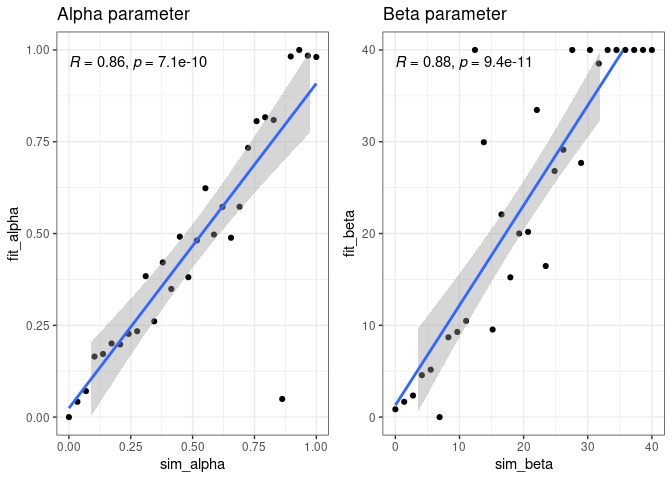 Alpha parameter
R = 0.86, p = 7.1e-10
1.00
0.75
0.50
0.25
0.00
fit_alpha
0.00 0.25 0.50 0.75 1.00
sim_alpha
Beta parameter
R = 0.88, p = 9.4e-11
40
30
20
10
0
fit_beta
0 10 20 30 40
sim_beta